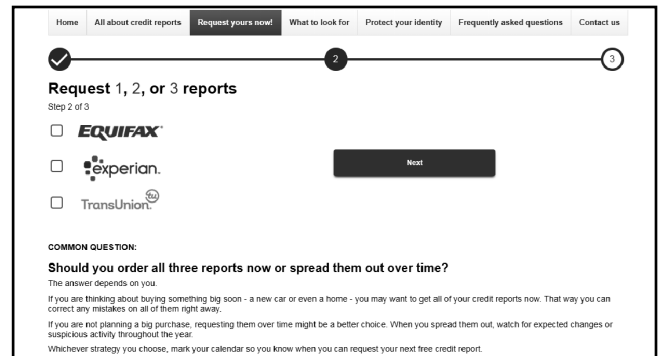 Home All about credit reports Request yours now! What to look for Protect your identity Frequently asked questions Contact us
2 3
Request 1, 2, or 3 reports
Step 2 of 3
EQUIFAX
experian.
Next
TransUnion. tu
COMMON QUESTION:
Should you order all three reports now or spread them out over time?
The answer depends on you.
If you are thinking about buying something big soon - a new car or even a home - you may want to get all of your credit reports now. That way you can
correct any mistakes on all of them right away.
If you are not planning a big purchase, requesting them over time might be a better choice. When you spread them out, watch for expected changes or
suspicious activity throughout the year.
Whichever strategy you choose, mark your calendar so you know when you can request your next free credit report.